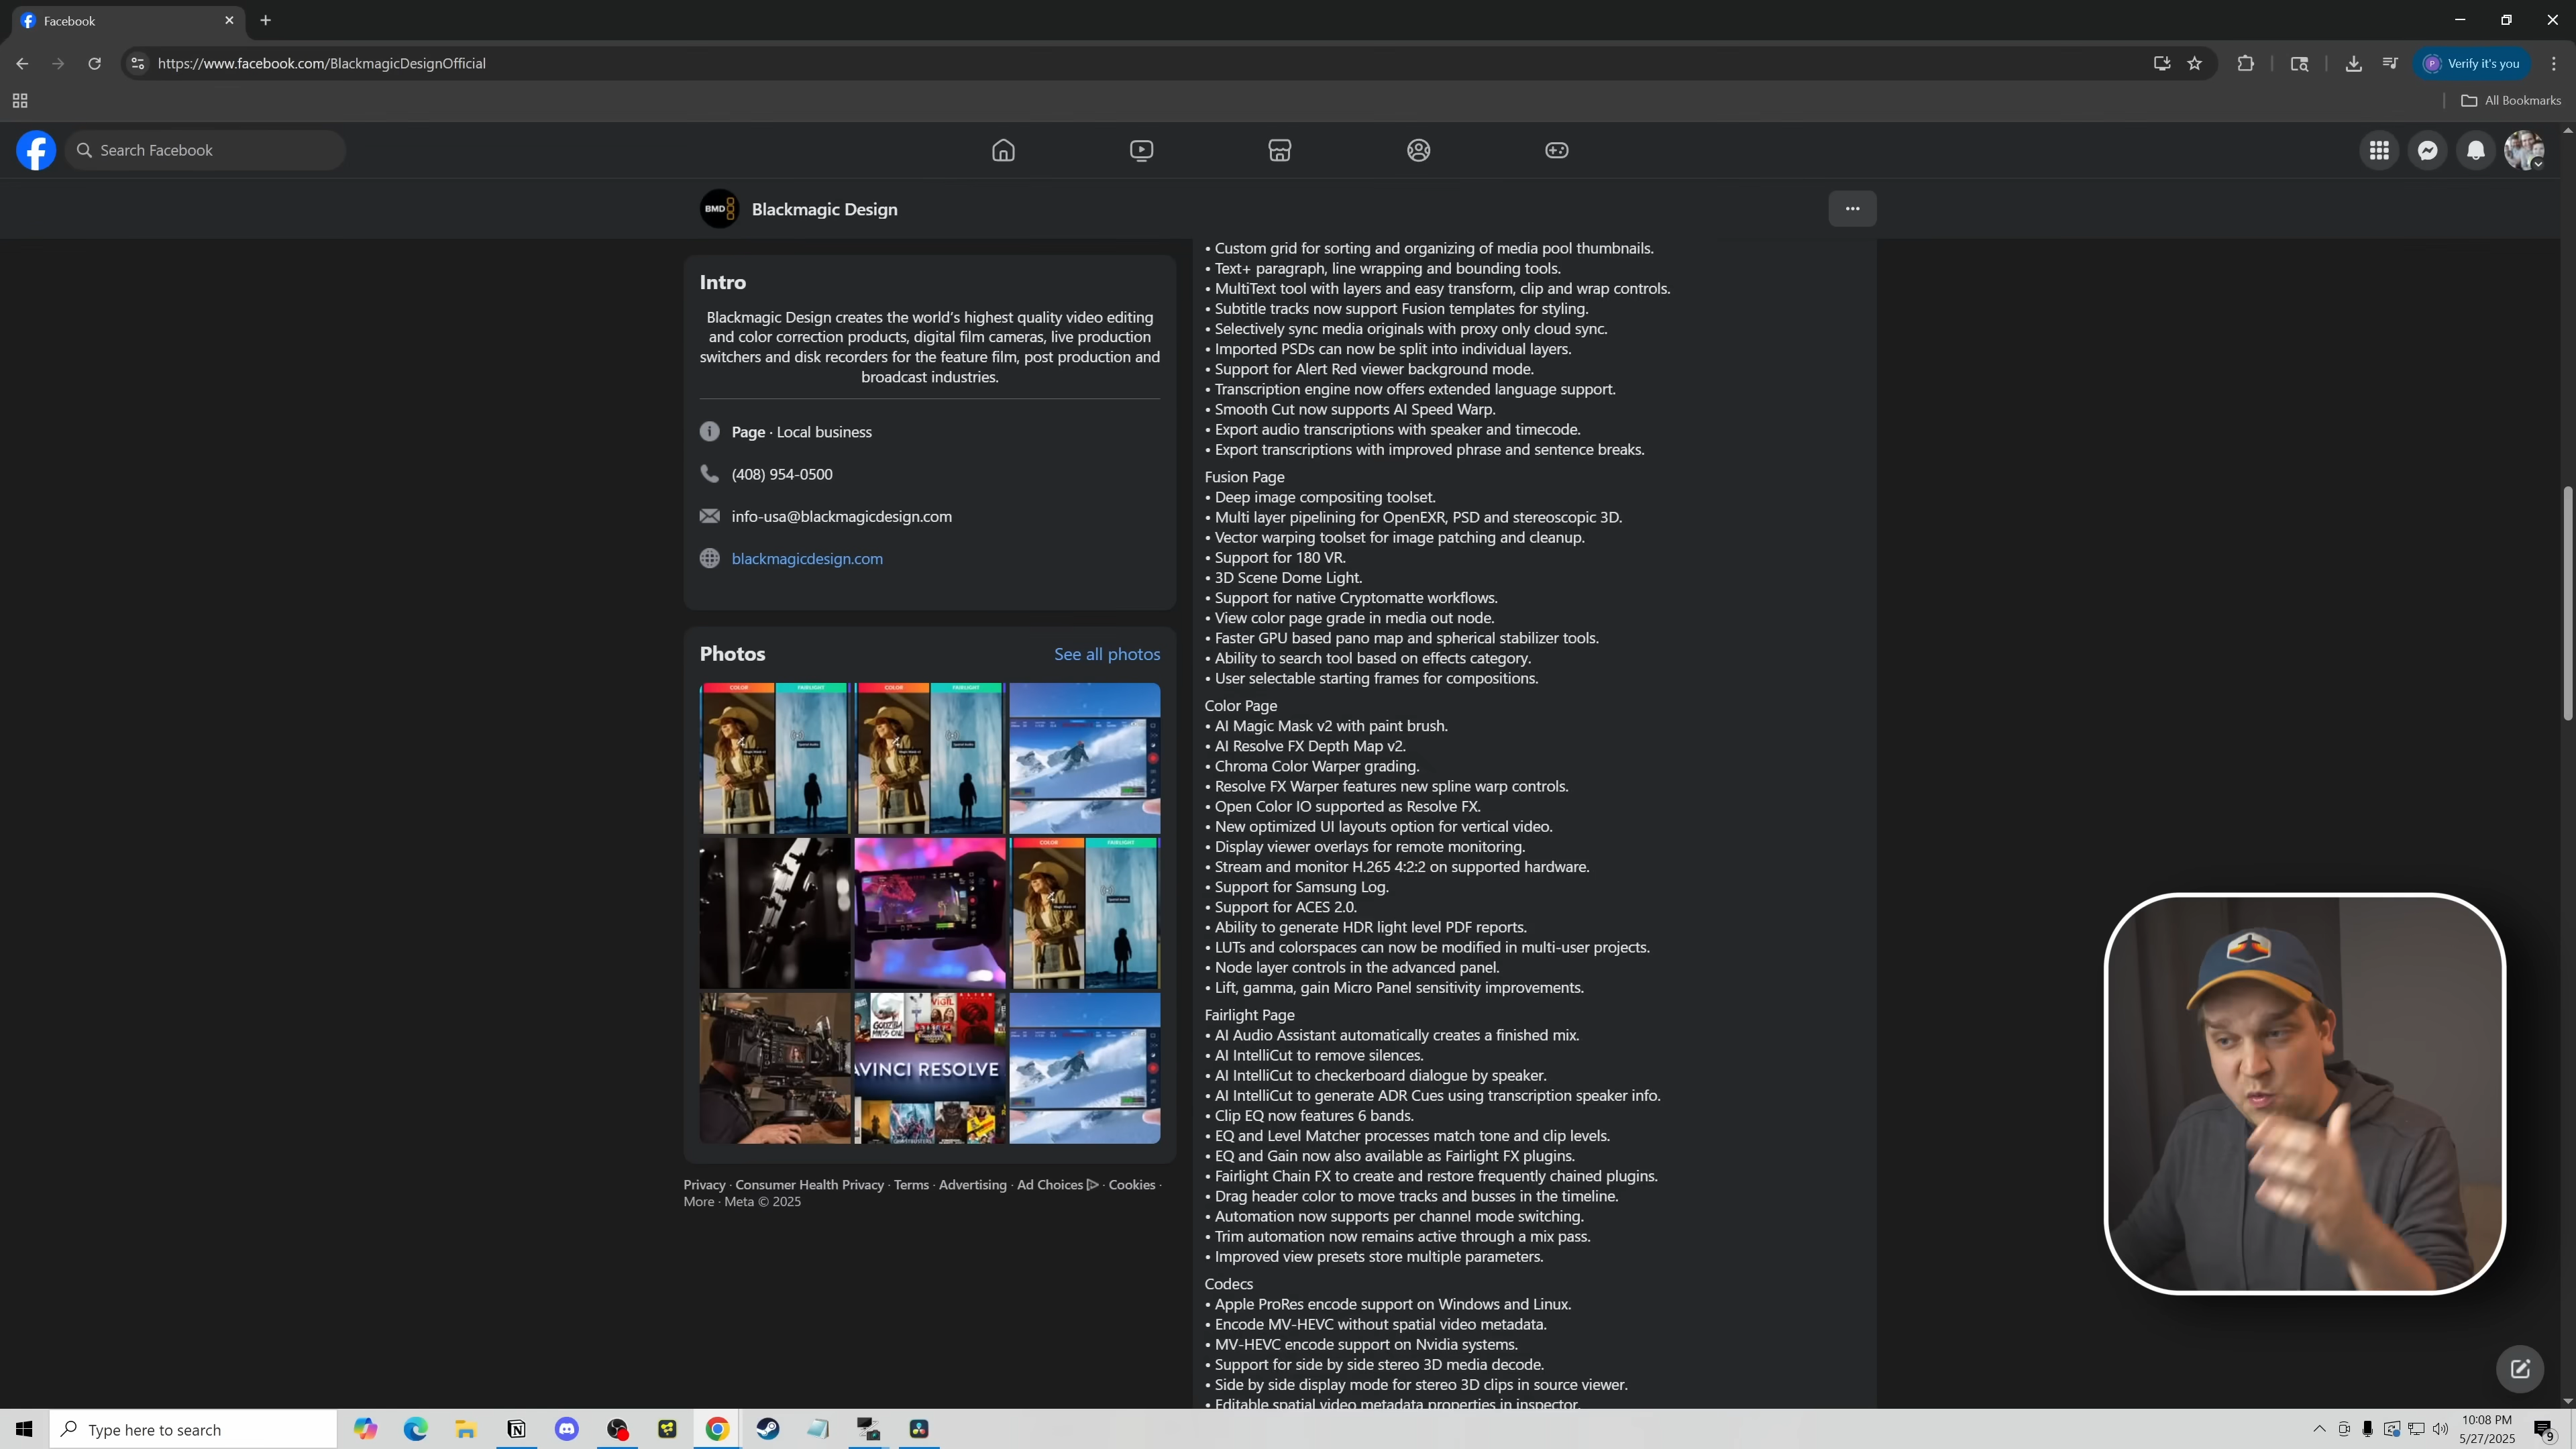 Facebook
https://www.facebook.com/BlackmagicDesignOfficial
Verify it's you
All Bookmarks
Search Facebook
BMD
Blackmagic Design
Intro
Blackmagic Design creates the world's highest quality video editing
and color correction products, digital film cameras, live production
switchers and disk recorders for the feature film, post production and
broadcast industries.
Page · Local business
(408) 954-0500
info-usa@blackmagicdesign.com
blackmagicdesign.com
Photos
See all photos
COLOR
FAIRLIGHT
COLOR
FAIRLIGHT
COLOR
FAIRLIGHT
VIGIL
GODZILLA
MINUS ONE
AVINCI RESOLVE
Privacy · Consumer Health Privacy · Terms · Advertising · Ad Choices · Cookies ·
More · Meta © 2025
• Custom grid for sorting and organizing of media pool thumbnails.
• Text+ paragraph, line wrapping and bounding tools.
• MultiText tool with layers and easy transform, clip and wrap controls.
• Subtitle tracks now support Fusion templates for styling.
• Selectively sync media originals with proxy only cloud sync.
• Imported PSDs can now be split into individual layers.
• Support for Alert Red viewer background mode.
• Transcription engine now offers extended language support.
• Smooth Cut now supports AI Speed Warp.
• Export audio transcriptions with speaker and timecode.
• Export transcriptions with improved phrase and sentence breaks.
Fusion Page
• Deep image compositing toolset.
• Multi layer pipelining for OpenEXR, PSD and stereoscopic 3D.
• Vector warping toolset for image patching and cleanup.
• Support for 180 VR.
• 3D Scene Dome Light.
• Support for native Cryptomatte workflows.
• View color page grade in media out node.
• Faster GPU based pano map and spherical stabilizer tools.
• Ability to search tool based on effects category.
• User selectable starting frames for compositions.
Color Page
• AI Magic Mask v2 with paint brush.
• AI Resolve FX Depth Map v2.
• Chroma Color Warper grading.
• Resolve FX Warper features new spline warp controls.
• Open Color IO supported as Resolve FX.
• New optimized UI layouts option for vertical video.
• Display viewer overlays for remote monitoring.
• Stream and monitor H.265 4:2:2 on supported hardware.
• Support for Samsung Log.
• Support for ACES 2.0.
• Ability to generate HDR light level PDF reports.
• LUTs and colorspaces can now be modified in multi-user projects.
• Node layer controls in the advanced panel.
• Lift, gamma, gain Micro Panel sensitivity improvements.
Fairlight Page
• AI Audio Assistant automatically creates a finished mix.
• AI IntelliCut to remove silences.
• AI IntelliCut to checkerboard dialogue by speaker.
• AI IntelliCut to generate ADR Cues using transcription speaker info.
• Clip EQ now features 6 bands.
• EQ and Level Matcher processes match tone and clip levels.
• EQ and Gain now also available as Fairlight FX plugins.
• Fairlight Chain FX to create and restore frequently chained plugins.
• Drag header color to move tracks and busses in the timeline.
• Automation now supports per channel mode switching.
• Trim automation now remains active through a mix pass.
• Improved view presets store multiple parameters.
Codecs
• Apple ProRes encode support on Windows and Linux.
• Encode MV-HEVC without spatial video metadata.
• MV-HEVC encode support on Nvidia systems.
• Support for side by side stereo 3D media decode.
• Side by side display mode for stereo 3D clips in source viewer.
• Editable spatial video metadata properties in inspector.
Type here to search
10:08 PM
5/27/2025
9